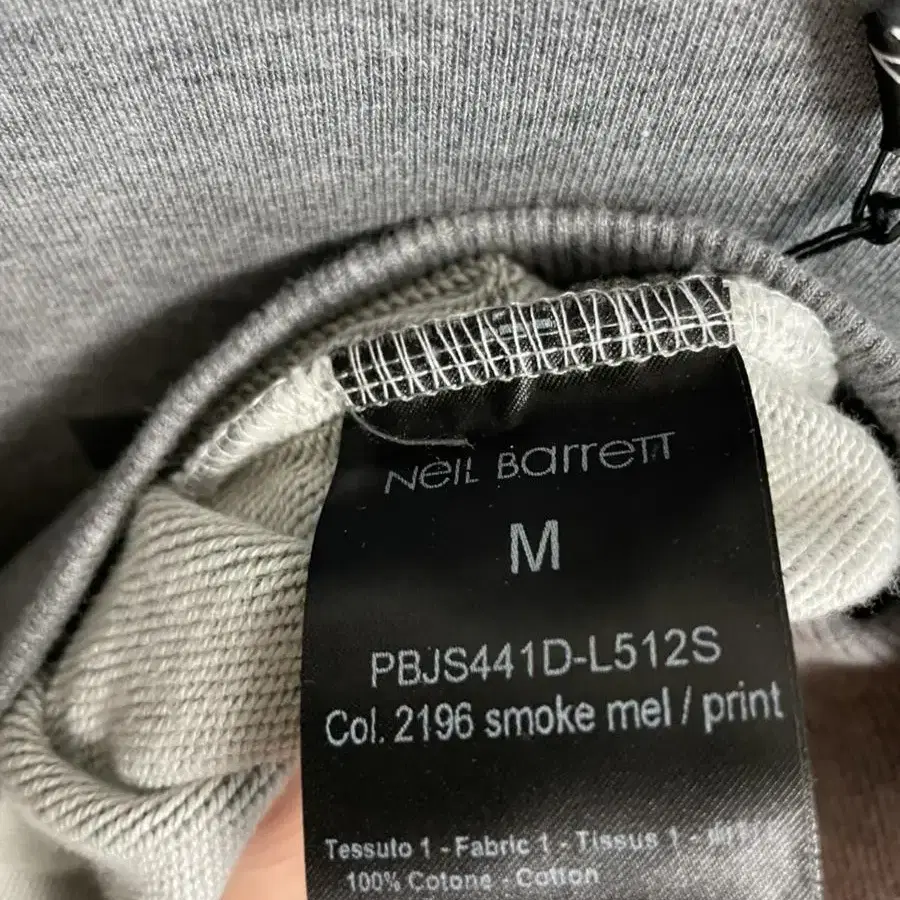 Neil Barrett
M
PBJS441D-L512S
Col. 2196 smoke mel / print
Tessuto 1 - Fabric 1 - Tissus 1 -
100% Cotone - Cotton